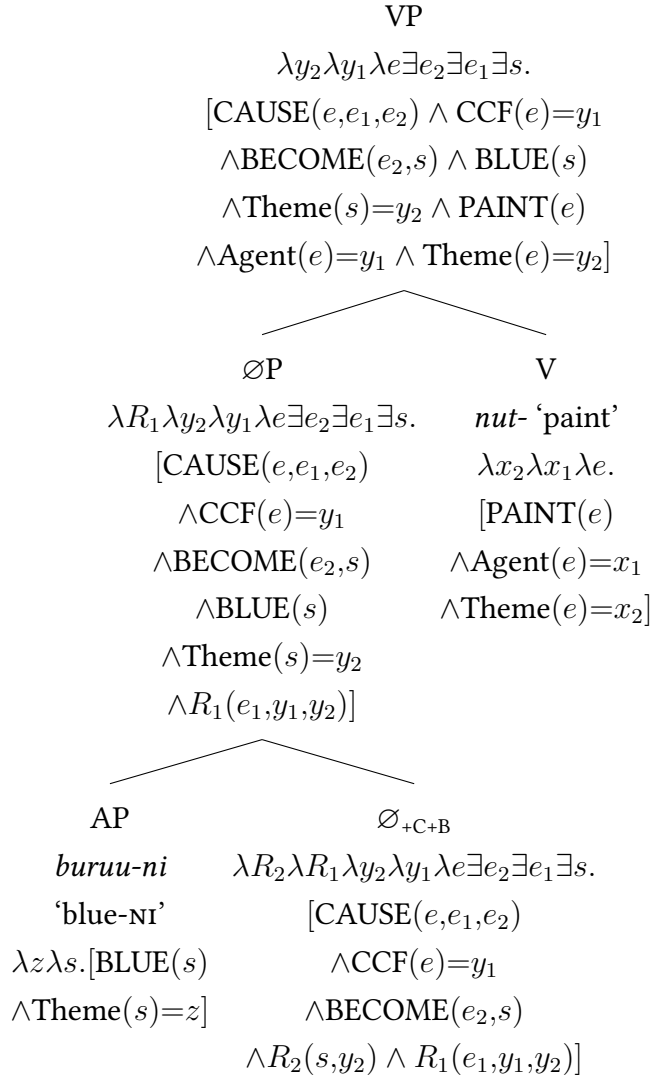 VP
λy₂λy₁λe∃e₂∃e₁∃s.
[CAUSE(e,e₁,e₂) ∧ CCF(e)=y₁
∧BECOME(e₂,s) ∧ BLUE(s)
∧Theme(s)=y₂ ∧ PAINT(e)
∧Agent(e)=y₁ ∧ Theme(e)=y₂]
∅P
λR₁λy₂λy₁λe∃e₂∃e₁∃s.
[CAUSE(e,e₁,e₂)
∧CCF(e)=y₁
∧BECOME(e₂,s)
∧BLUE(s)
∧Theme(s)=y₂
∧R₁(e₁,y₁,y₂)]
V
nut- ‘paint’
λx₂λx₁λe.
[PAINT(e)
∧Agent(e)=x₁
∧Theme(e)=x₂]
AP
buruu-ni
‘blue-NI’
λzλs.[BLUE(s)
∧Theme(s)=z]
∅+C+B
λR₂λR₁λy₂λy₁λe∃e₂∃e₁∃s.
[CAUSE(e,e₁,e₂)
∧CCF(e)=y₁
∧BECOME(e₂,s)
∧R₂(s,y₂) ∧ R₁(e₁,y₁,y₂)]